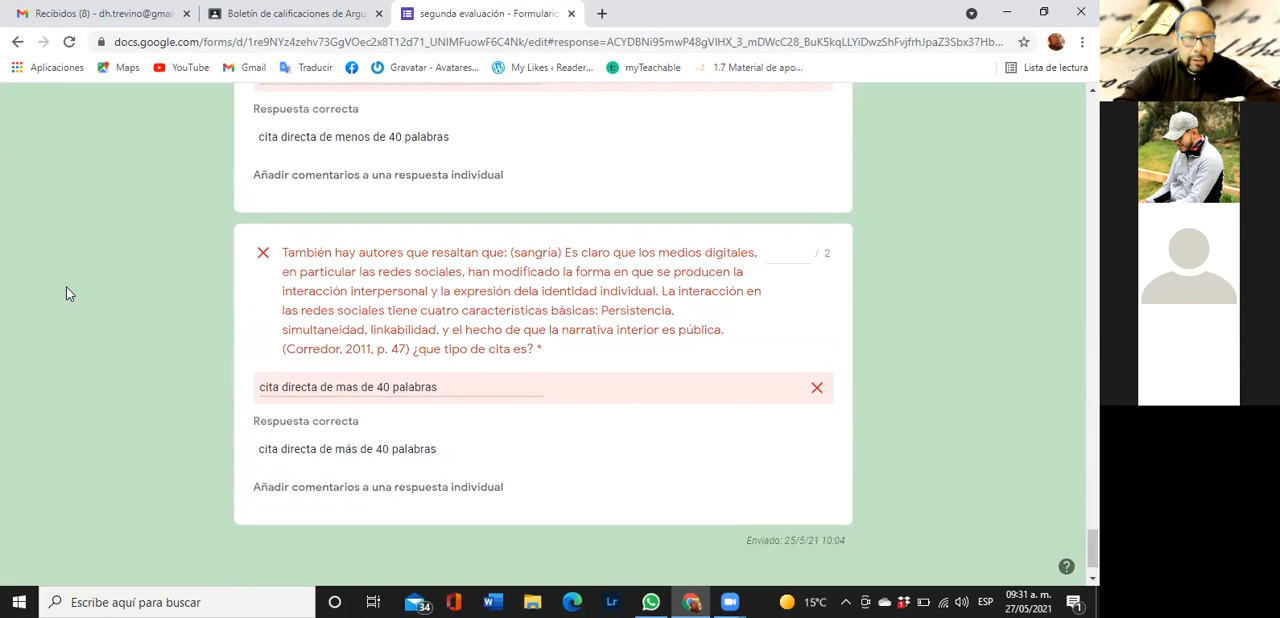 Recibidos (8) - dh.trevino@gmai
Boletín de calificaciones de Argu
segunda evaluación - Formulario
docs.google.com/forms/d/1re9NYz4zehv73GgVOec2x8T12d71_UNIMFuowFBC4Nk/edit#response=ACYDBNi95mwP48gVIHX_3_mDWcC28_BuK5kqLLYiDwzShFvjfrhJpaZ3Sbx37Hb...
Aplicaciones
Maps
YouTube
Gmail
Traducir
Gravatar - Avatares...
My Likes ‹ Reader...
myTeachable
1.7 Material de apo...
Lista de lectura
Respuesta correcta
cita directa de menos de 40 palabras
Añadir comentarios a una respuesta individual
También hay autores que resaltan que: (sangría) Es claro que los medios digitales,
/ 2
en particular las redes sociales, han modificado la forma en que se producen la
interacción interpersonal y la expresión dela identidad individual. La interacción en
las redes sociales tiene cuatro características básicas: Persistencia,
simultaneidad, linkabilidad, y el hecho de que la narrativa interior es pública.
(Corredor, 2011, p. 47) ¿que tipo de cita es? *
cita directa de mas de 40 palabras
Respuesta correcta
cita directa de más de 40 palabras
Añadir comentarios a una respuesta individual
Enviado: 25/5/21 10:04
Escribe aquí para buscar
34
W
Lr
15°C
ESP
09:31 a. m.
27/05/2021
1